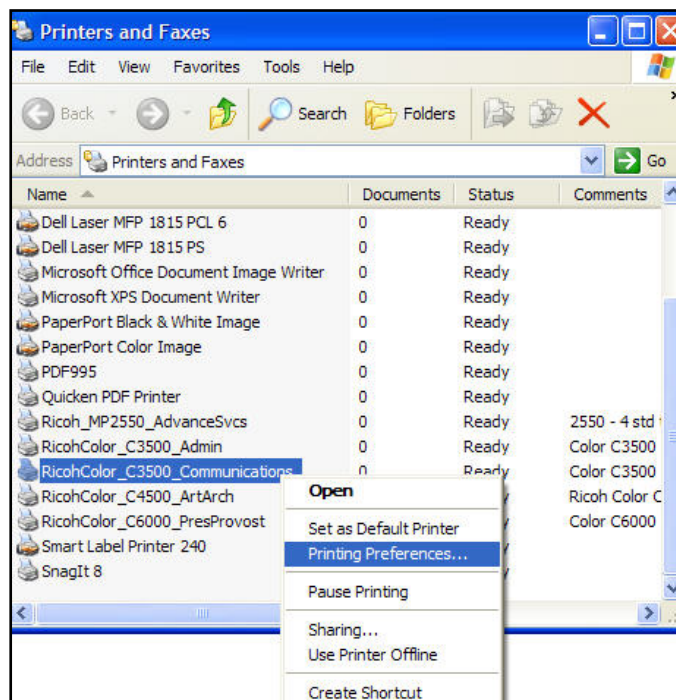 Printers and Faxes
File Edit View Favorites Tools Help
Back Search Folders
Address Printers and Faxes Go
Name Documents Status Comments
Dell Laser MFP 1815 PCL 6 0 Ready
Dell Laser MFP 1815 PS 0 Ready
Microsoft Office Document Image Writer 0 Ready
Microsoft XPS Document Writer 0 Ready
PaperPort Black & White Image 0 Ready
PaperPort Color Image 0 Ready
PDF995 0 Ready
Quicken PDF Printer 0 Ready
Ricoh_MP2550_AdvanceSvcs 0 Ready 2550 - 4 std
RicohColor_C3500_Admin 0 Ready Color C3500
RicohColor_C3500_Communications 0 Ready Color C3500
RicohColor_C4500_ArtArch Ricoh Color C
RicohColor_C6000_PresProvost Color C6000
Smart Label Printer 240
SnagIt 8
Open
Set as Default Printer
Printing Preferences...
Pause Printing
Sharing...
Use Printer Offline
Create Shortcut